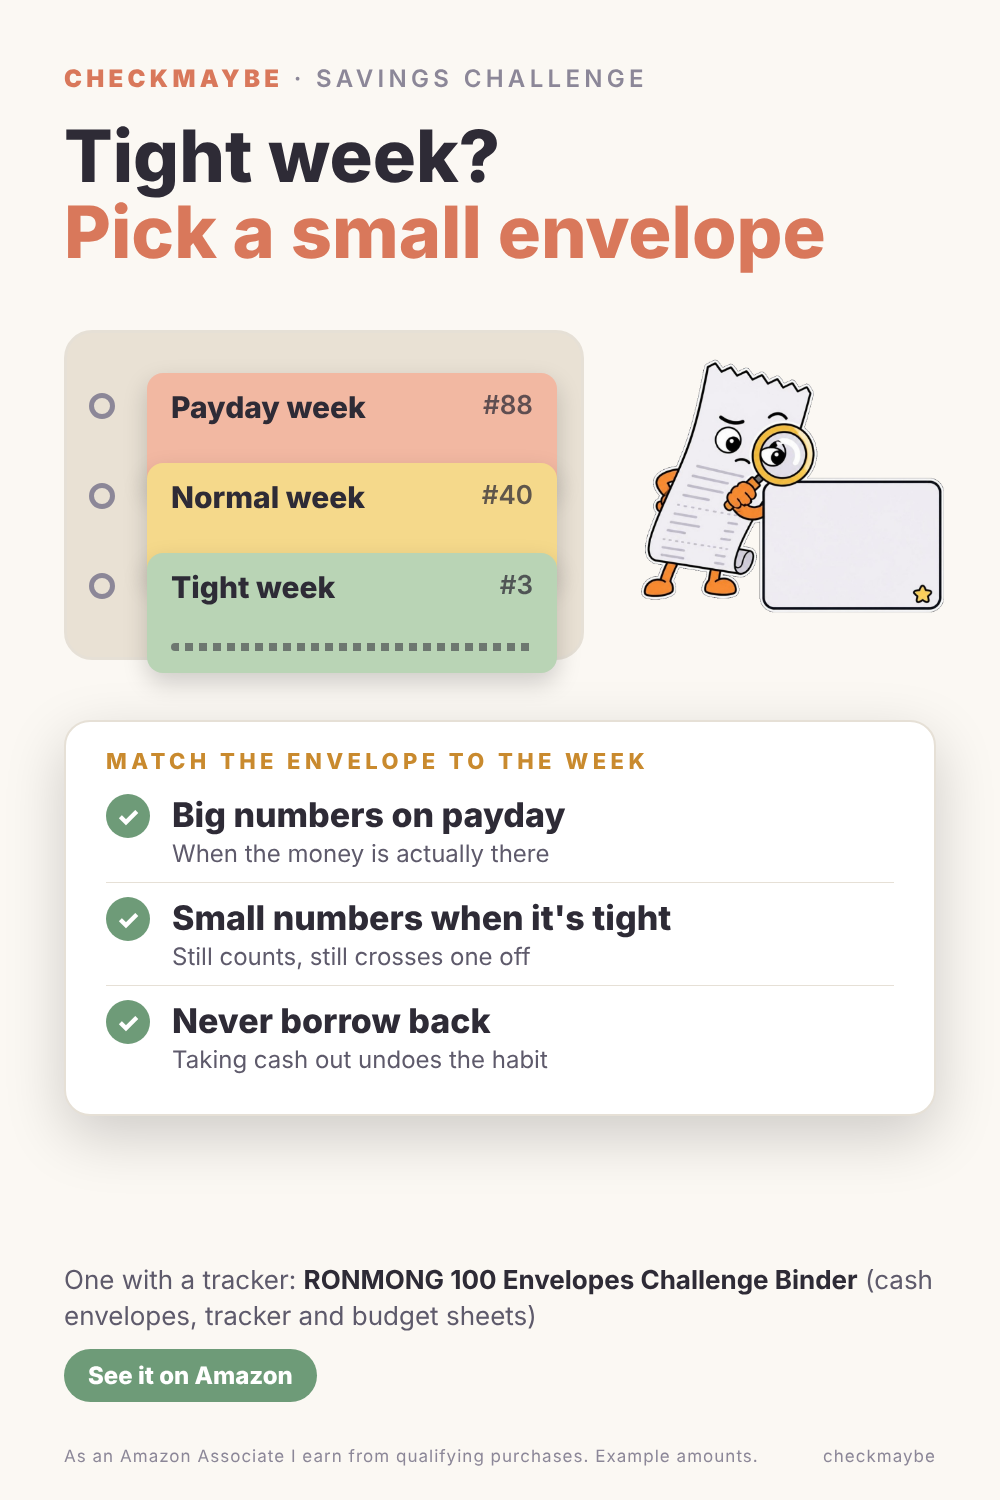 CHECKMAYBE · SAVINGS CHALLENGE
Tight week?
Pick a small envelope
Payday week #88
Normal week #40
Tight week #3
MATCH THE ENVELOPE TO THE WEEK
Big numbers on payday
When the money is actually there
Small numbers when it's tight
Still counts, still crosses one off
Never borrow back
Taking cash out undoes the habit
One with a tracker: RONMONG 100 Envelopes Challenge Binder (cash
envelopes, tracker and budget sheets)
See it on Amazon
As an Amazon Associate I earn from qualifying purchases. Example amounts. checkmaybe